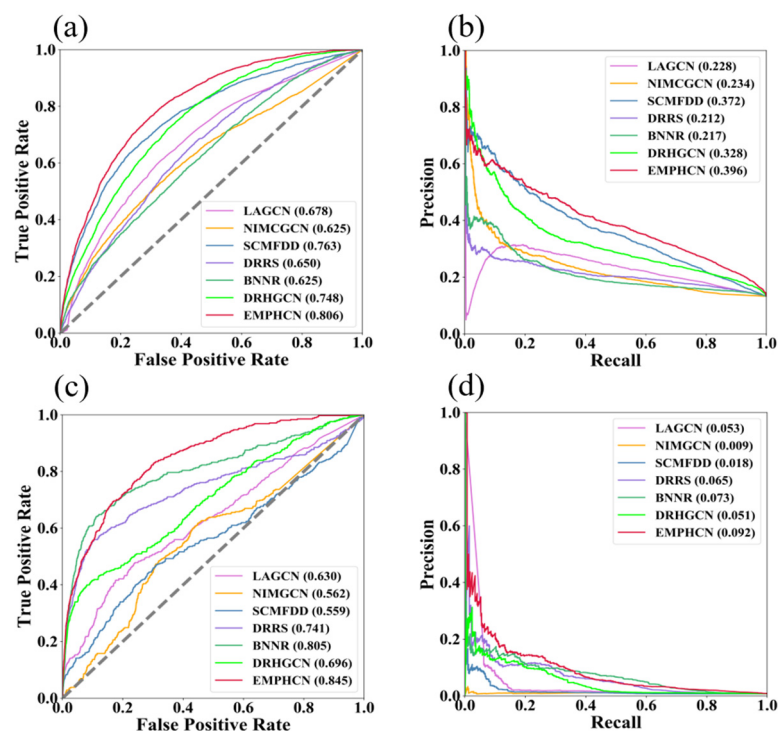 (a)
1.0
0.8
0.6
0.4
0.2
0.0
True Positive Rate
0.0 0.2 0.4 0.6 0.8 1.0
False Positive Rate
LAGCN (0.678)
NIMCGCN (0.625)
SCMFDD (0.763)
DRRS (0.650)
BNNR (0.625)
DRHGCN (0.748)
EMPHCN (0.806)
(b)
1.0
0.8
0.6
0.4
0.2
0.0
Precision
0.0 0.2 0.4 0.6 0.8 1.0
Recall
LAGCN (0.228)
NIMCGCN (0.234)
SCMFDD (0.372)
DRRS (0.212)
BNNR (0.217)
DRHGCN (0.328)
EMPHCN (0.396)
(c)
1.0
0.8
0.6
0.4
0.2
0.0
True Positive Rate
0.0 0.2 0.4 0.6 0.8 1.0
False Positive Rate
LAGCN (0.630)
NIMGCN (0.562)
SCMFDD (0.559)
DRRS (0.741)
BNNR (0.805)
DRHGCN (0.696)
EMPHCN (0.845)
(d)
1.0
0.8
0.6
0.4
0.2
0.0
Precision
0.0 0.2 0.4 0.6 0.8 1.0
Recall
LAGCN (0.053)
NIMGCN (0.009)
SCMFDD (0.018)
DRRS (0.065)
BNNR (0.073)
DRHGCN (0.051)
EMPHCN (0.092)